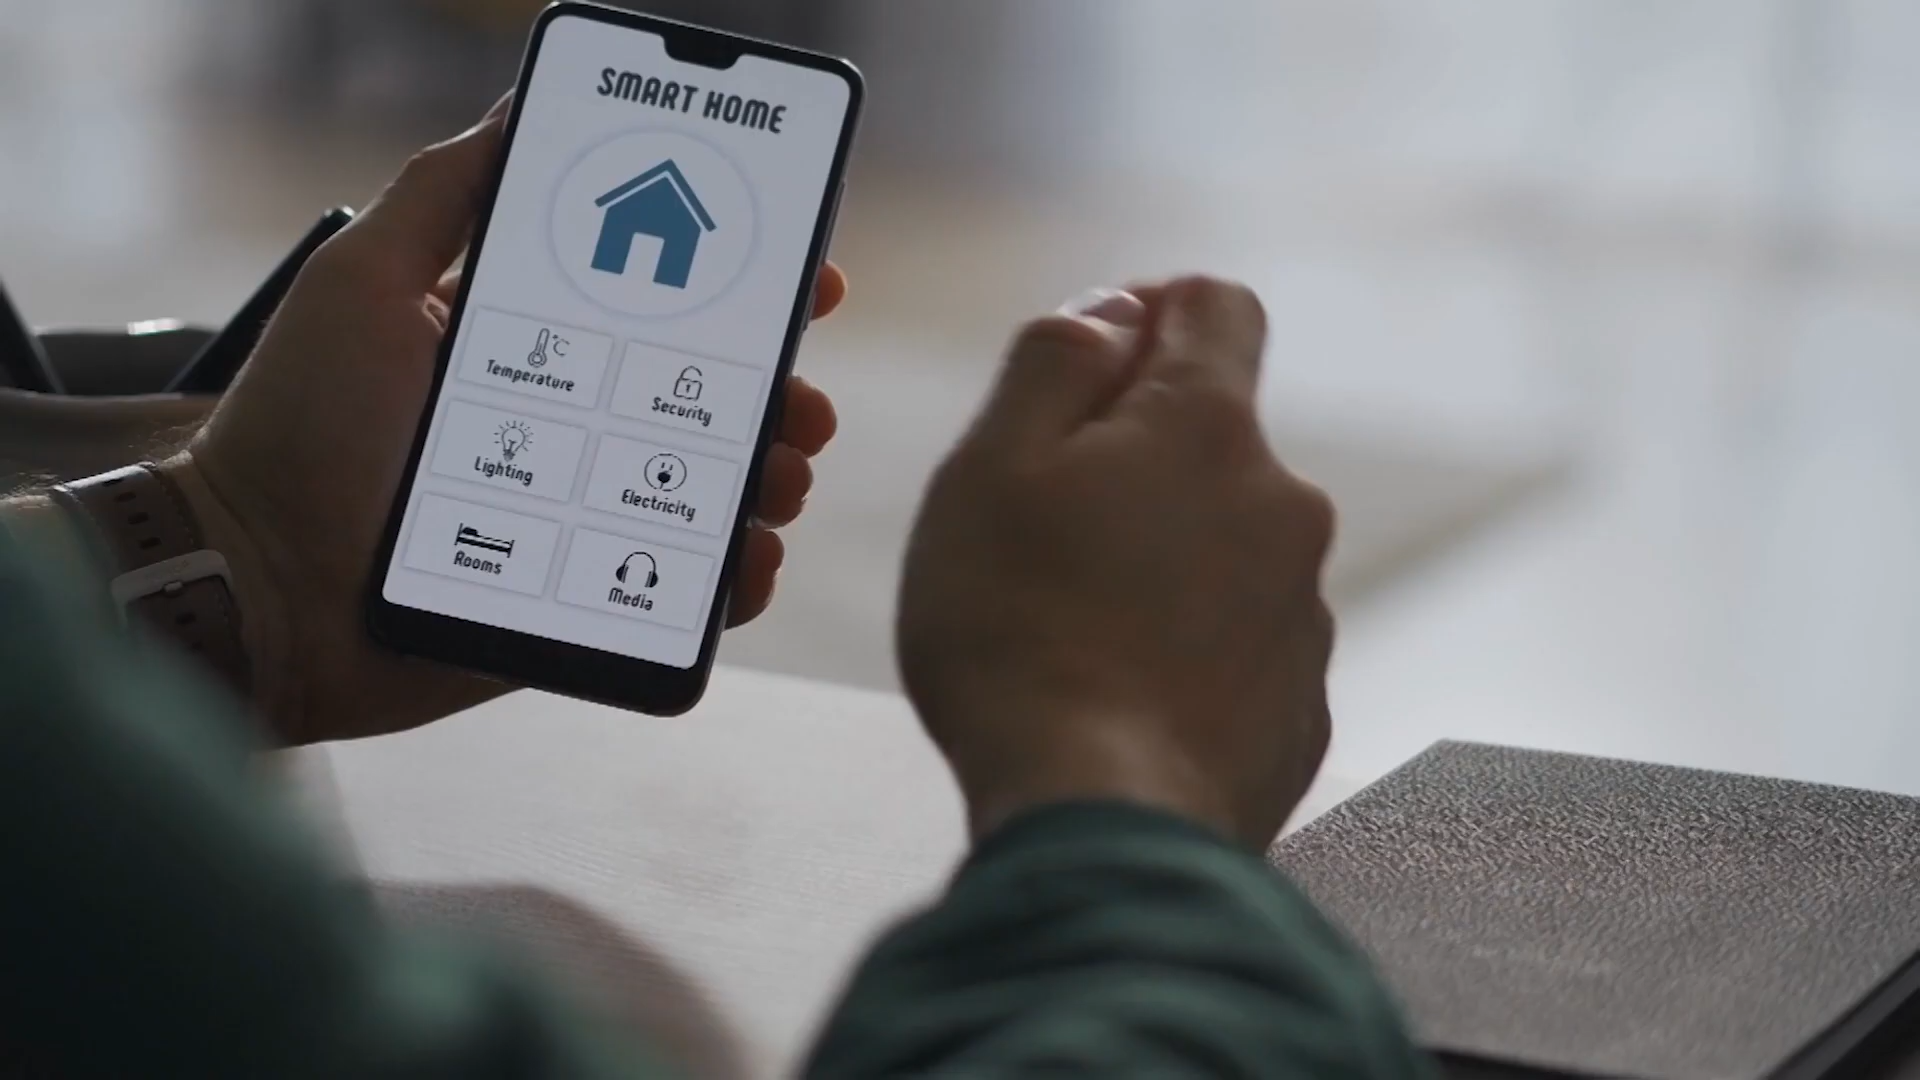 SMART HOME
°C
Temperature
Security
Lighting
Electricity
Rooms
Media